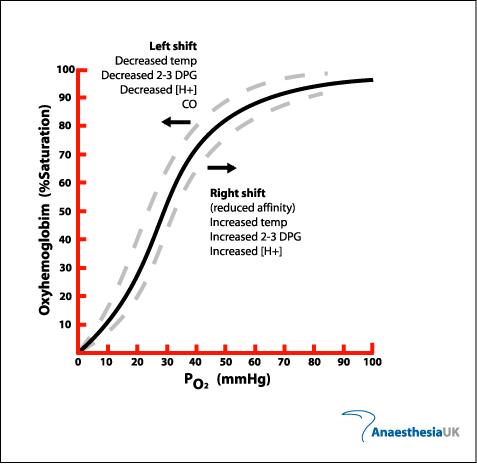 Left shift
Decreased temp
Decreased 2-3 DPG
Decreased [H+]
CO
Oxyhemoglobim (%Saturation)
100
90
80
70
60
50
40
30
20
10
Right shift
(reduced affinity)
Increased temp
Increased 2-3 DPG
Increased [H+]
0 10 20 30 40 50 60 70 80 90 100
PO2 (mmHg)
AnaesthesiaUK